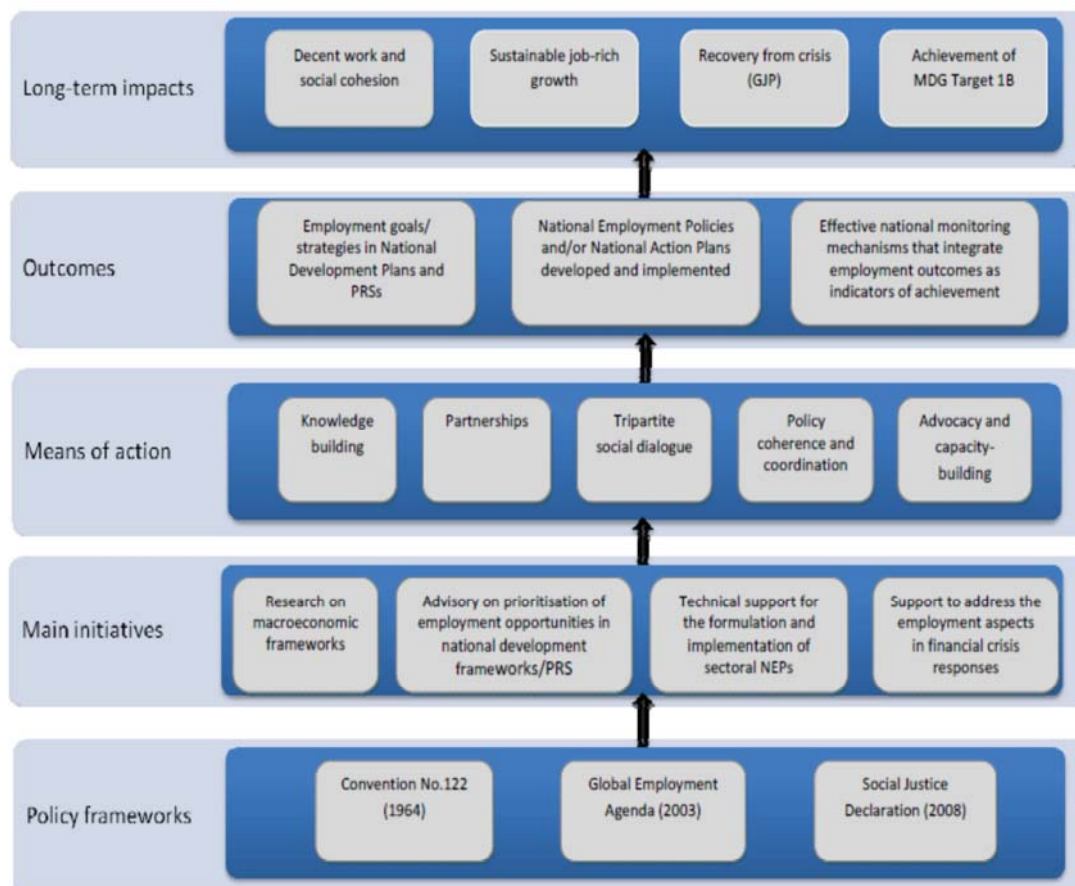 Long-term impacts
Decent work and
social cohesion
Sustainable job-rich
growth
Recovery from crisis
(GJP)
Achievement of
MDG Target 1B
Outcomes
Employment goals/
strategies in National
Development Plans and
PRSs
National Employment Policies
and/or National Action Plans
developed and implemented
Effective national monitoring
mechanisms that integrate
employment outcomes as
indicators of achievement
Means of action
Knowledge
building
Partnerships
Tripartite
social dialogue
Policy
coherence and
coordination
Advocacy and
capacity-
building
Main initiatives
Research on
macroeconomic
frameworks
Advisory on prioritisation of
employment opportunities in
national development
frameworks/PRS
Technical support for
the formulation and
implementation of
sectoral NEPs
Support to address the
employment aspects
in financial crisis
responses
Policy frameworks
Convention No.122
(1964)
Global Employment
Agenda (2003)
Social Justice
Declaration (2008)